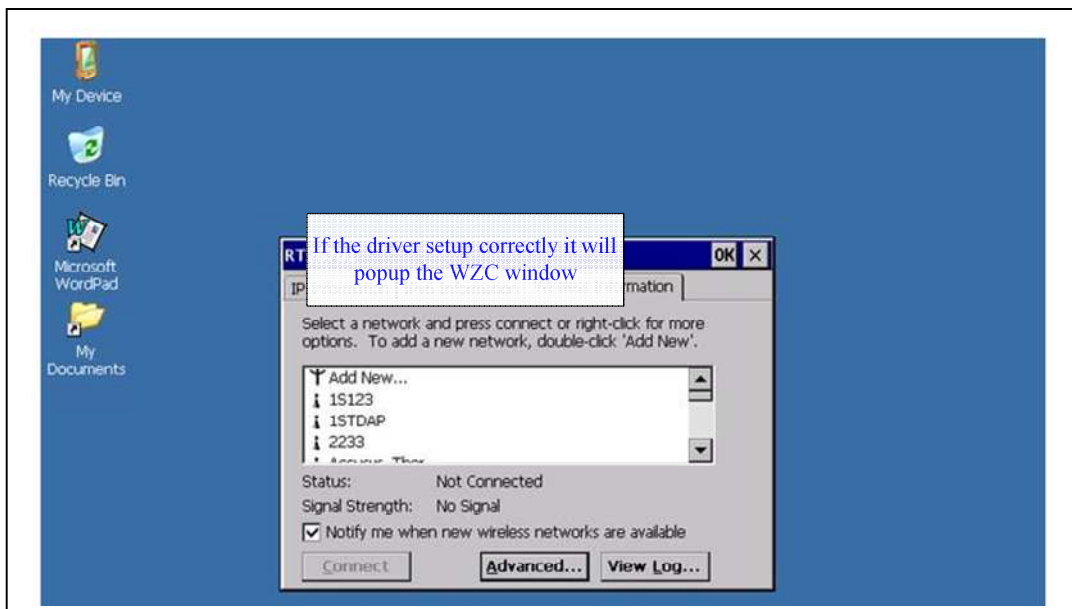 My Device
Recycle Bin
Microsoft
WordPad
My
Documents
If the driver setup correctly it will
popup the WZC window
RT
OK
IP
mation
Select a network and press connect or right-click for more
options. To add a new network, double-click 'Add New'.
Add New...
1S123
1STDAP
2233
Status: Not Connected
Signal Strength: No Signal
Notify me when new wireless networks are available
Connect Advanced... View Log...